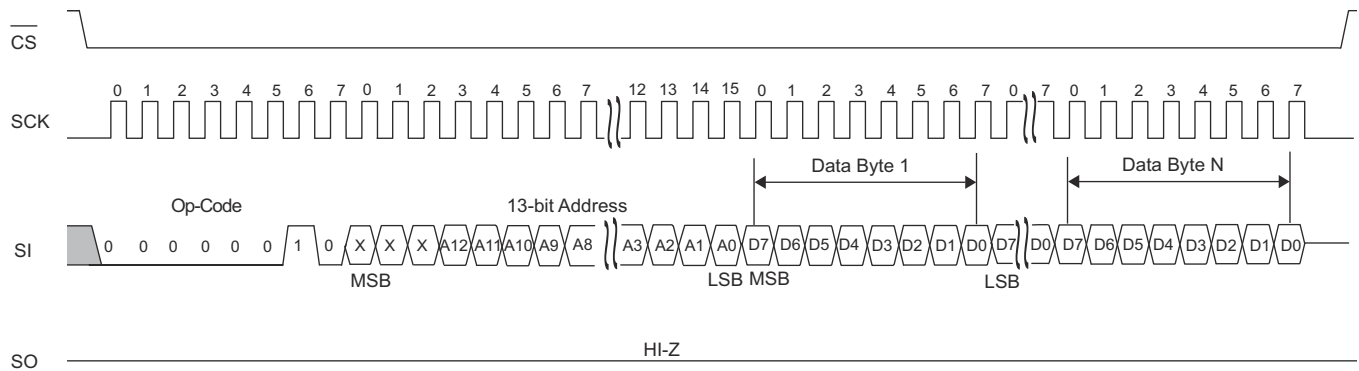 CS
0 1 2 3 4 5 6 7 0 1 2 3 4 5 6 7 12 13 14 15 0 1 2 3 4 5 6 7 0 7 0 1 2 3 4 5 6 7
SCK
Data Byte 1 Data Byte N
Op-Code 13-bit Address
SI 0 0 0 0 0 0 1 0 X X X A12 A11 A10 A9 A8 A3 A2 A1 A0 D7 D6 D5 D4 D3 D2 D1 D0 D7 D0 D7 D6 D5 D4 D3 D2 D1 D0
MSB LSB MSB LSB
HI-Z
SO